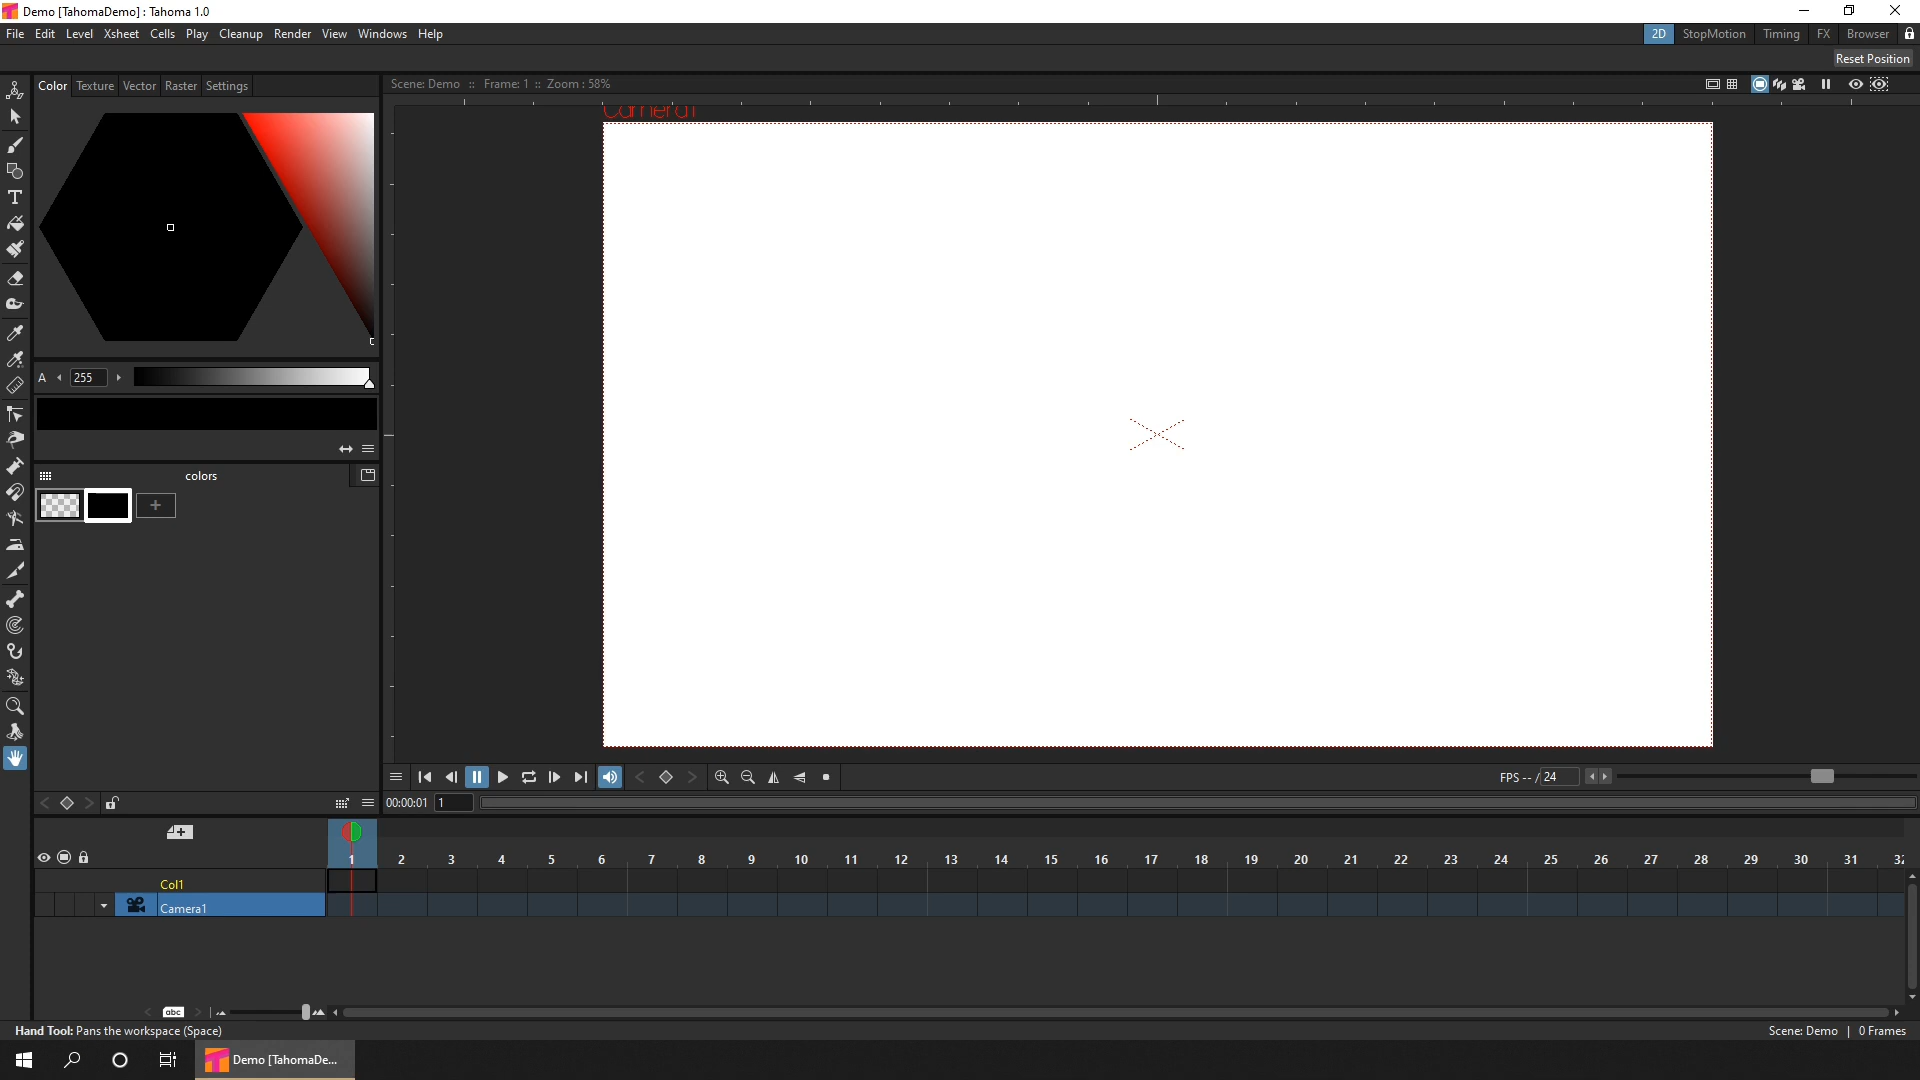 Demo [TahomaDemo] : Tahoma 1.0
File Edit Level Xsheet Cells Play Cleanup Render View Windows Help
2D StopMotion Timing FX Browser
Reset Position
Color Texture Vector Raster Settings
Scene: Demo :: Frame: 1 :: Zoom : 58%
Camera1
A 255
colors
FPS -- / 24
00:00:01 1
1 2 3 4 5 6 7 8 9 10 11 12 13 14 15 16 17 18 19 20 21 22 23 24 25 26 27 28 29 30 31 32
Col1
Camera1
abc
Hand Tool: Pans the workspace (Space)
Scene: Demo | 0 Frames
Demo [TahomaDe...